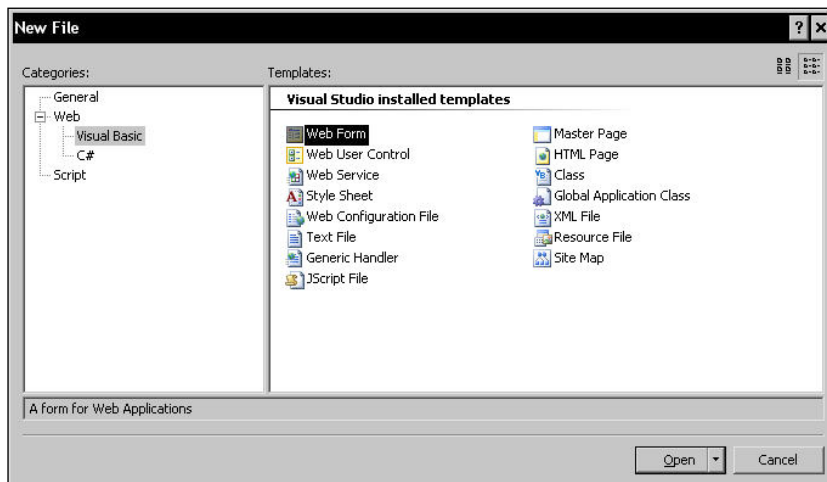 New File
Categories:
General
Web
Visual Basic
C#
Script
Templates:
Visual Studio installed templates
Web Form
Web User Control
Web Service
Style Sheet
Web Configuration File
Text File
Generic Handler
JScript File
Master Page
HTML Page
Class
Global Application Class
XML File
Resource File
Site Map
A form for Web Applications
Open
Cancel